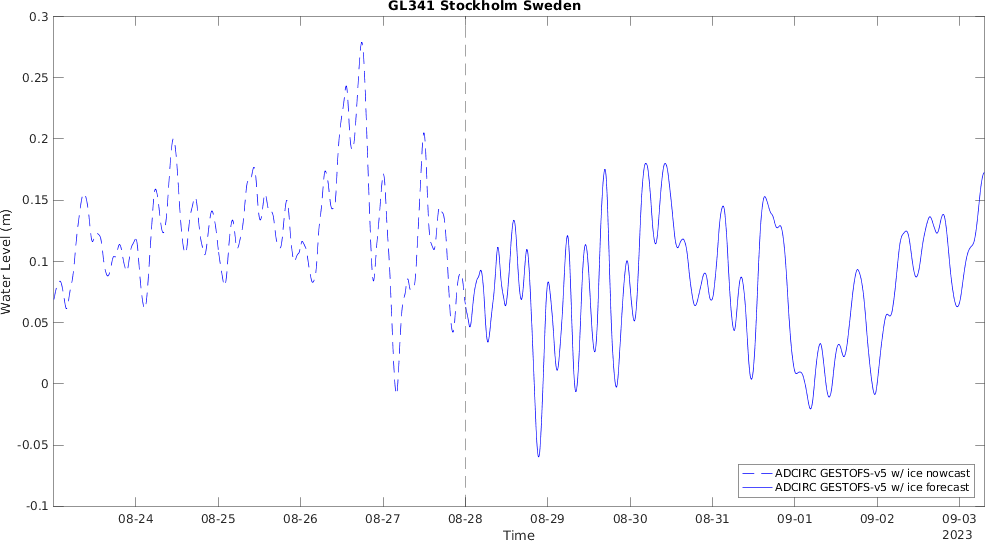 GL341 Stockholm Sweden
0.3
0.25
0.2
0.15
0.1
0.05
0
-0.05
-0.1
Water Level (m)
ADCIRC GESTOFS-v5 w/ ice nowcast
ADCIRC GESTOFS-v5 w/ ice forecast
08-24 08-25 08-26 08-27 08-28 08-29 08-30 08-31 09-01 09-02 09-03
Time
2023